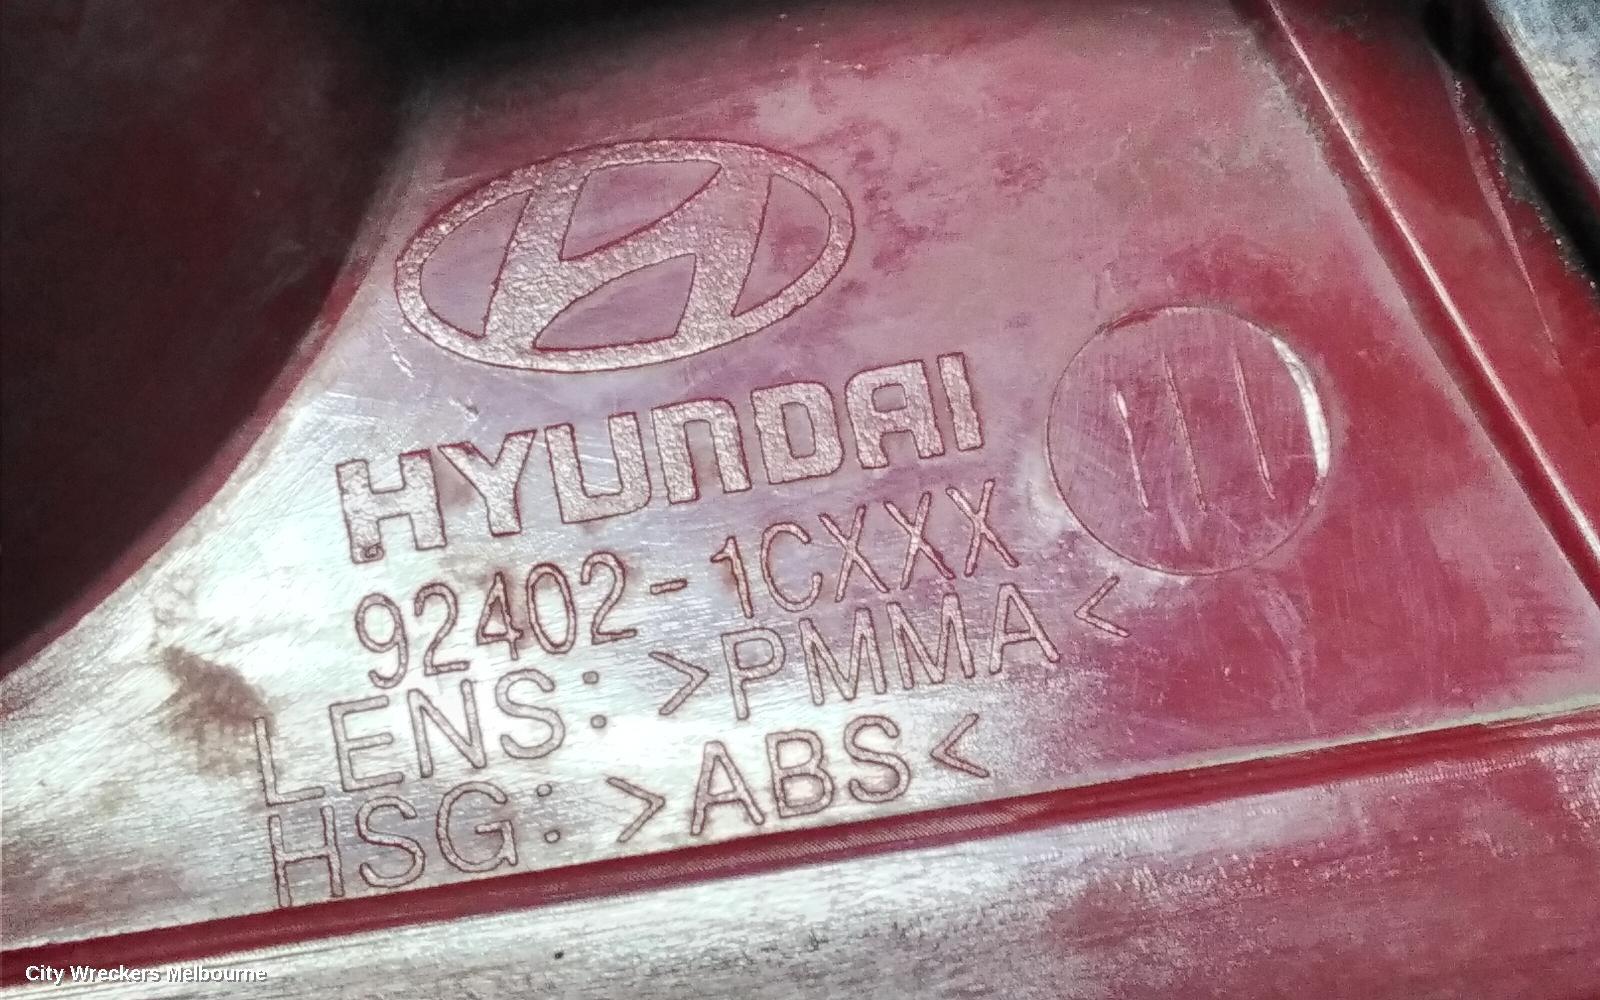 HYUNDAI
92402-1CXXX
LENS: >PMMA<
HSG: >ABS<
City Wreckers Melbourne